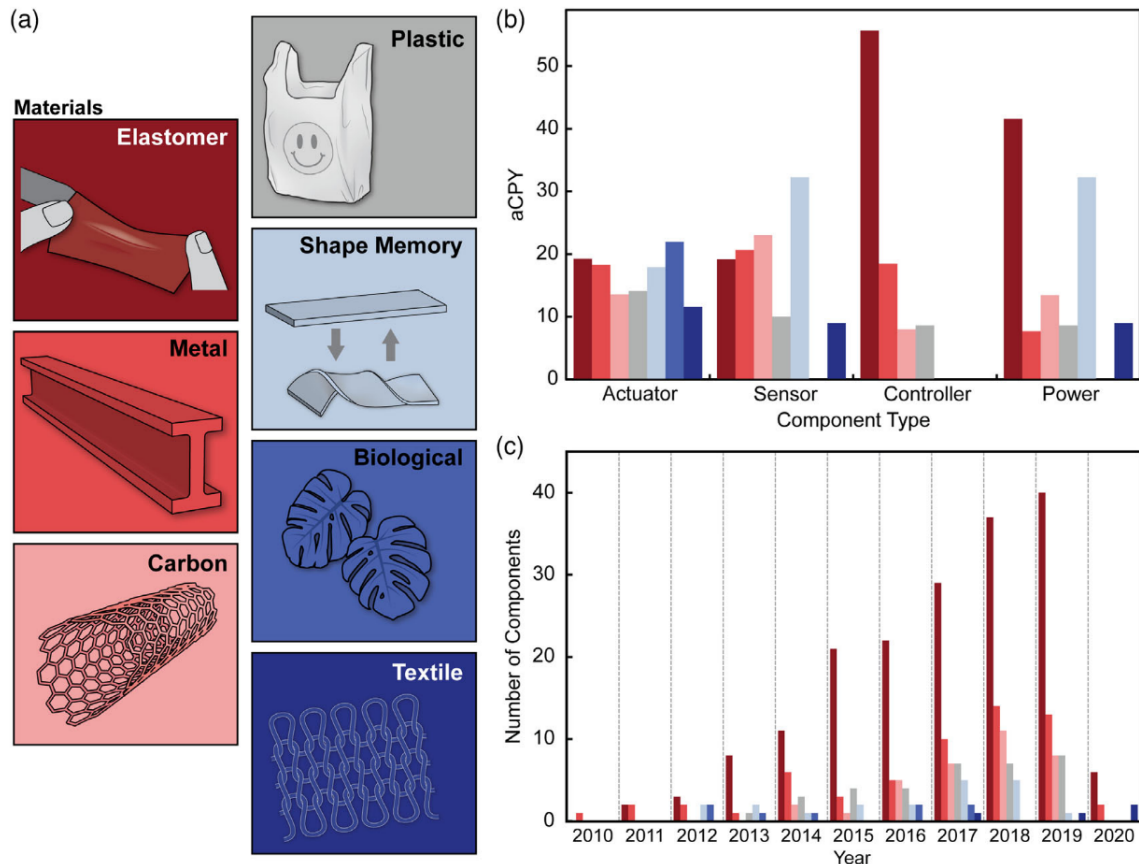 (a)
Materials
Elastomer
Metal
Carbon
Plastic
Shape Memory
Biological
Textile
(b)
aCPY
50
40
30
20
10
0
Actuator Sensor Controller Power
Component Type
(c)
Number of Components
40
30
20
10
0
2010 2011 2012 2013 2014 2015 2016 2017 2018 2019 2020
Year